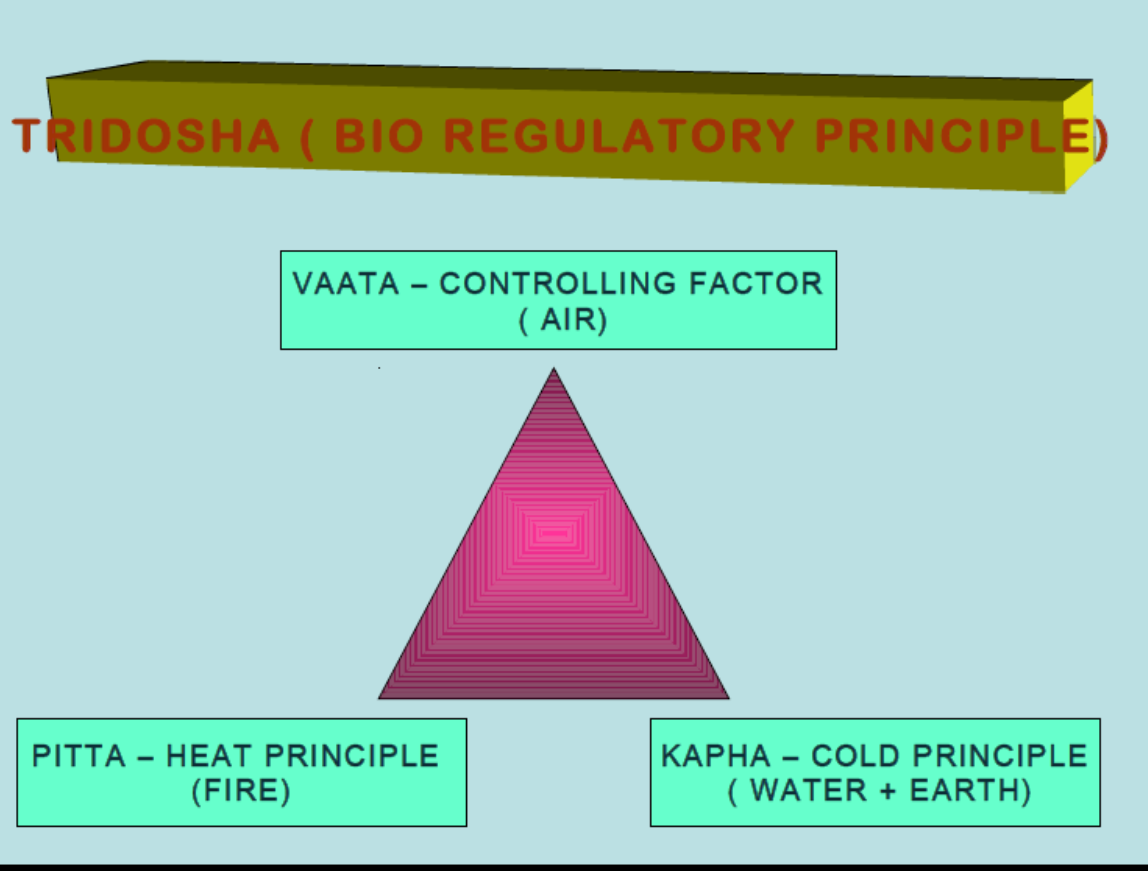 TRIDOSHA ( BIO REGULATORY PRINCIPLE)
VAATA – CONTROLLING FACTOR
( AIR)
PITTA – HEAT PRINCIPLE
(FIRE)
KAPHA – COLD PRINCIPLE
( WATER + EARTH)